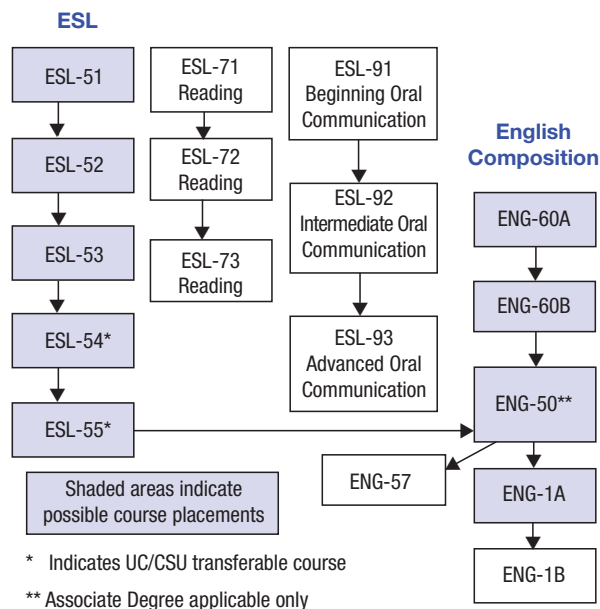 ESL
ESL-51
ESL-52
ESL-53
ESL-54*
ESL-55*
ESL-71
Reading
ESL-72
Reading
ESL-73
Reading
ESL-91
Beginning Oral
Communication
ESL-92
Intermediate Oral
Communication
ESL-93
Advanced Oral
Communication
English
Composition
ENG-60A
ENG-60B
ENG-50**
ENG-57
ENG-1A
ENG-1B
Shaded areas indicate
possible course placements
* Indicates UC/CSU transferable course
** Associate Degree applicable only